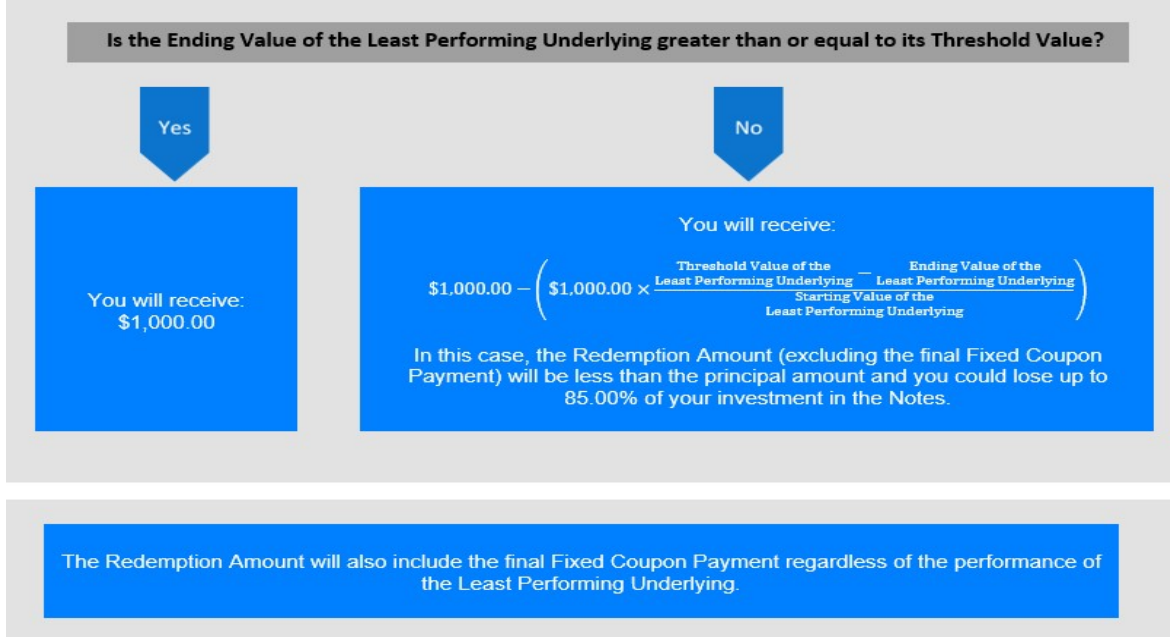 Is the Ending Value of the Least Performing Underlying greater than or equal to its Threshold Value?
Yes
No
You will receive:
$1,000.00
You will receive:
$1,000.00 − ( $1,000.00 × Threshold Value of the Least Performing Underlying − Ending Value of the Least Performing Underlying / Starting Value of the Least Performing Underlying )
In this case, the Redemption Amount (excluding the final Fixed Coupon
Payment) will be less than the principal amount and you could lose up to
85.00% of your investment in the Notes.
The Redemption Amount will also include the final Fixed Coupon Payment regardless of the performance of
the Least Performing Underlying.